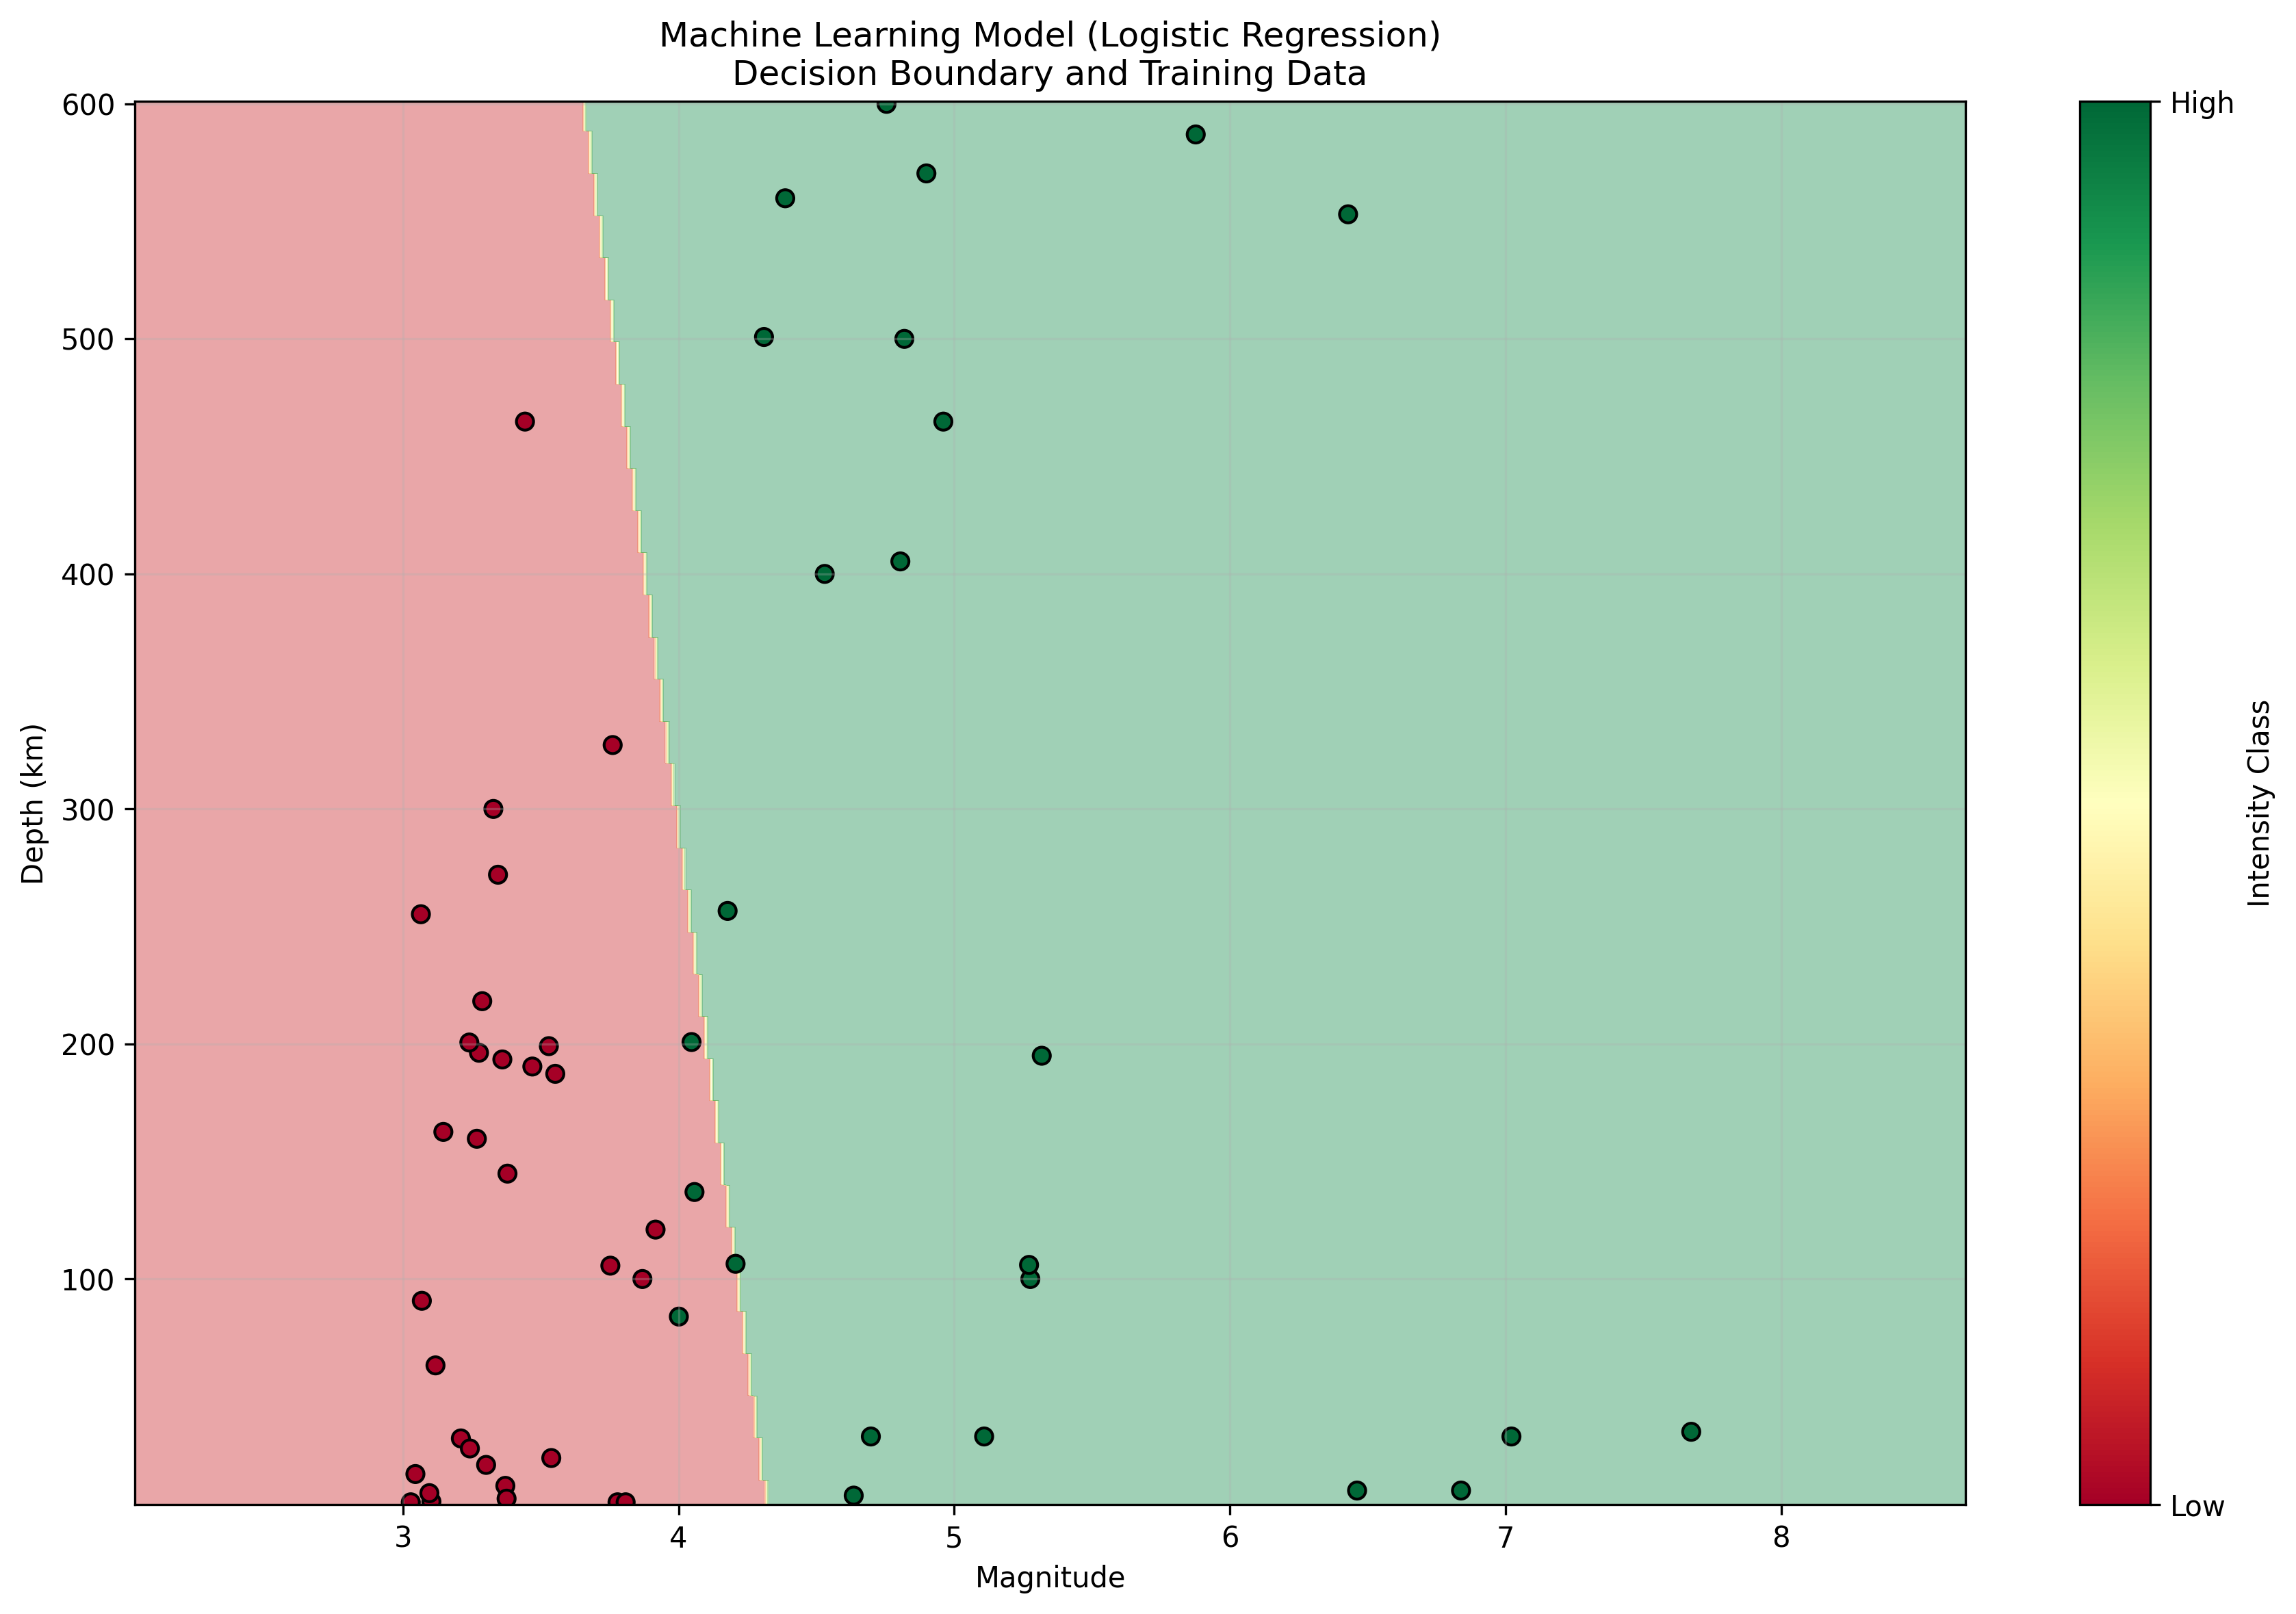 Machine Learning Model (Logistic Regression)
Decision Boundary and Training Data
600
500
400
300
200
100
Depth (km)
3 4 5 6 7 8
Magnitude
High
Low
Intensity Class